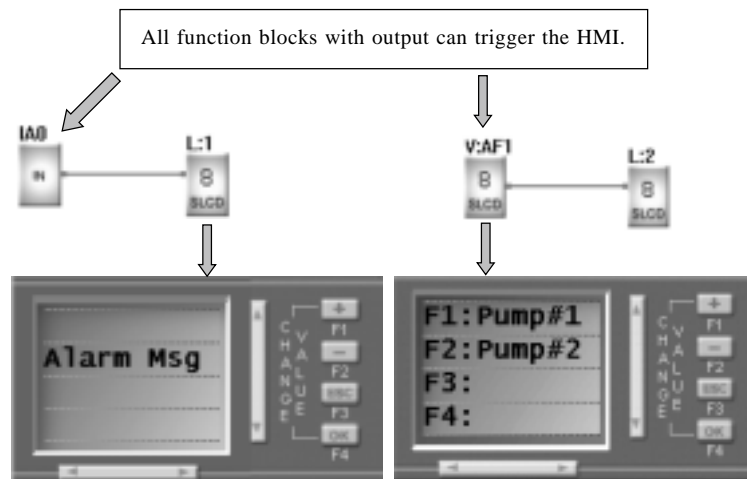 All function blocks with output can trigger the HMI.
IA0
IN
L:1
8
SLCD
V:AF1
8
SLCD
L:2
8
SLCD
Alarm Msg
CHANGE
VALUE
+
F1
−
F2
ESC
F3
OK
F4
F1:Pump#1
F2:Pump#2
F3:
F4:
CHANGE
VALUE
+
F1
−
F2
ESC
F3
OK
F4